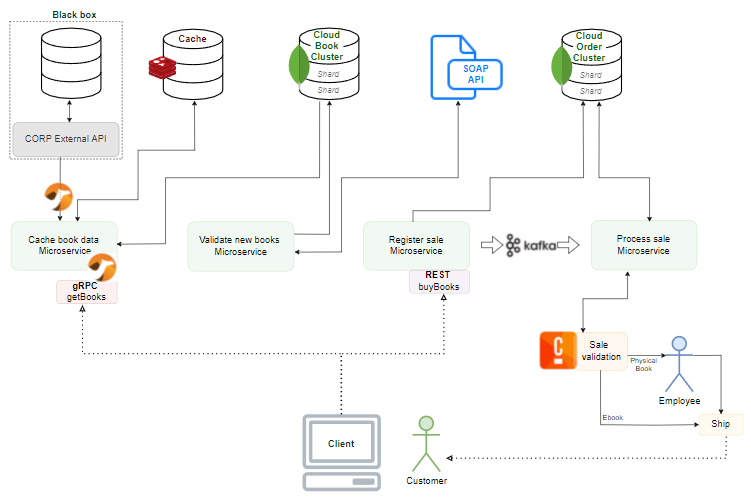 Black box
Cache
Cloud
Book
Cluster
Shard
Shard
SOAP
API
Cloud
Order
Cluster
Shard
Shard
CORP External API
Cache book data
Microservice
Validate new books
Microservice
Register sale
Microservice
kafka
Process sale
Microservice
gRPC
getBooks
REST
buyBooks
Sale
validation
Physical
Book
Employee
Ebook
Ship
Client
Customer